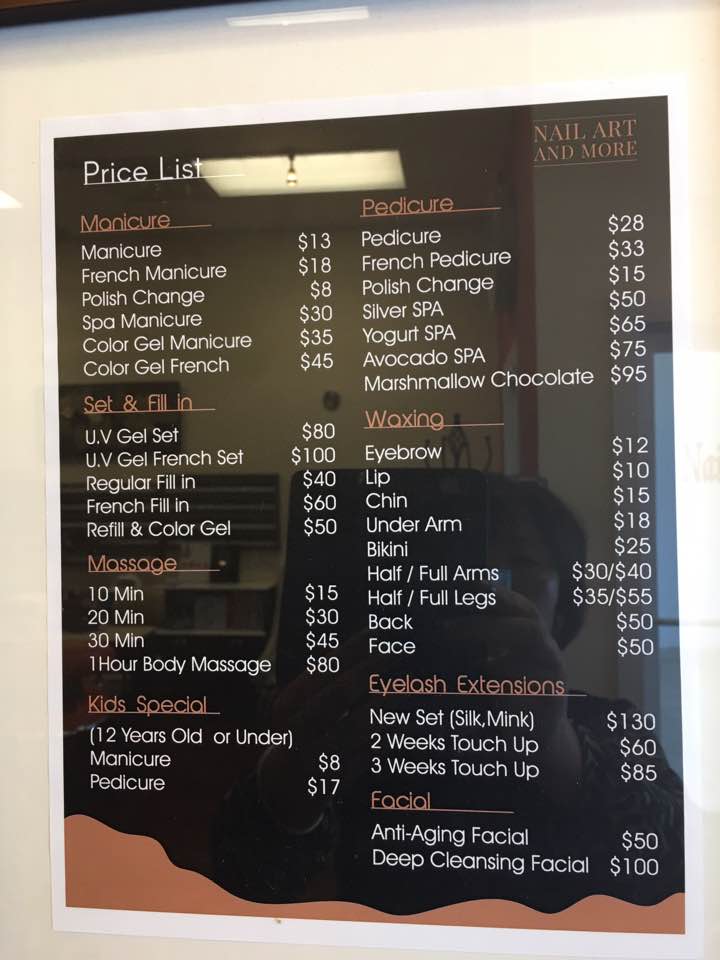 NAIL ART
AND MORE
Price List
Manicure
Manicure $13
French Manicure $18
Polish Change $8
Spa Manicure $30
Color Gel Manicure $35
Color Gel French $45
Set & Fill in
U.V Gel Set $80
U.V Gel French Set $100
Regular Fill in $40
French Fill in $60
Refill & Color Gel $50
Massage
10 Min $15
20 Min $30
30 Min $45
1Hour Body Massage $80
Kids Special
(12 Years Old or Under)
Manicure $8
Pedicure $17
Pedicure
Pedicure $28
French Pedicure $33
Polish Change $15
Silver SPA $50
Yogurt SPA $65
Avocado SPA $75
Marshmallow Chocolate $95
Waxing
Eyebrow $12
Lip $10
Chin $15
Under Arm $18
Bikini $25
Half / Full Arms $30/$40
Half / Full Legs $35/$55
Back $50
Face $50
Eyelash Extensions
New Set (Silk,Mink) $130
2 Weeks Touch Up $60
3 Weeks Touch Up $85
Facial
Anti-Aging Facial $50
Deep Cleansing Facial $100